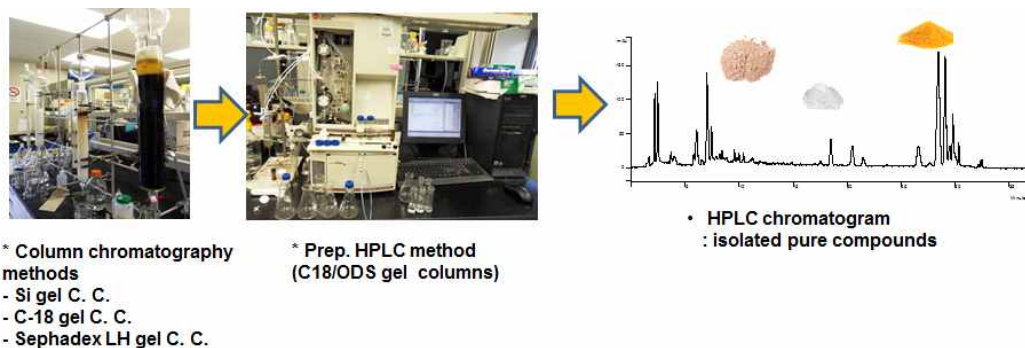 * Column chromatography
methods
- Si gel C. C.
- C-18 gel C. C.
- Sephadex LH gel C. C.
* Prep. HPLC method
(C18/ODS gel columns)
• HPLC chromatogram
: isolated pure compounds